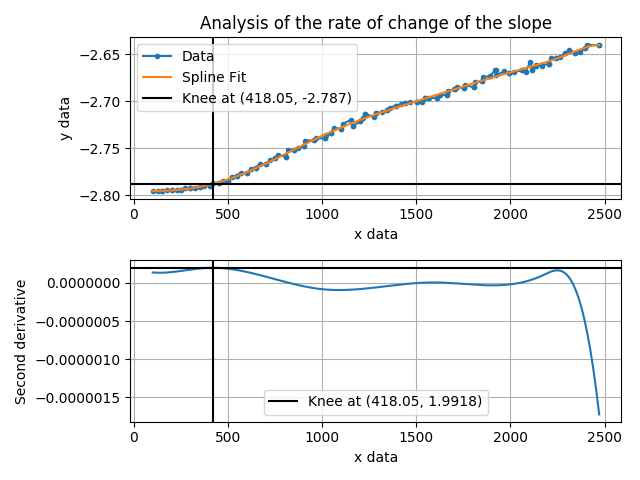 Analysis of the rate of change of the slope
Data
Spline Fit
Knee at (418.05, -2.787)
y data
−2.65
−2.70
−2.75
−2.80
0
500
1000
1500
2000
2500
x data
Second derivative
0.0000000
−0.0000005
−0.0000010
−0.0000015
Knee at (418.05, 1.9918)
0
500
1000
1500
2000
2500
x data